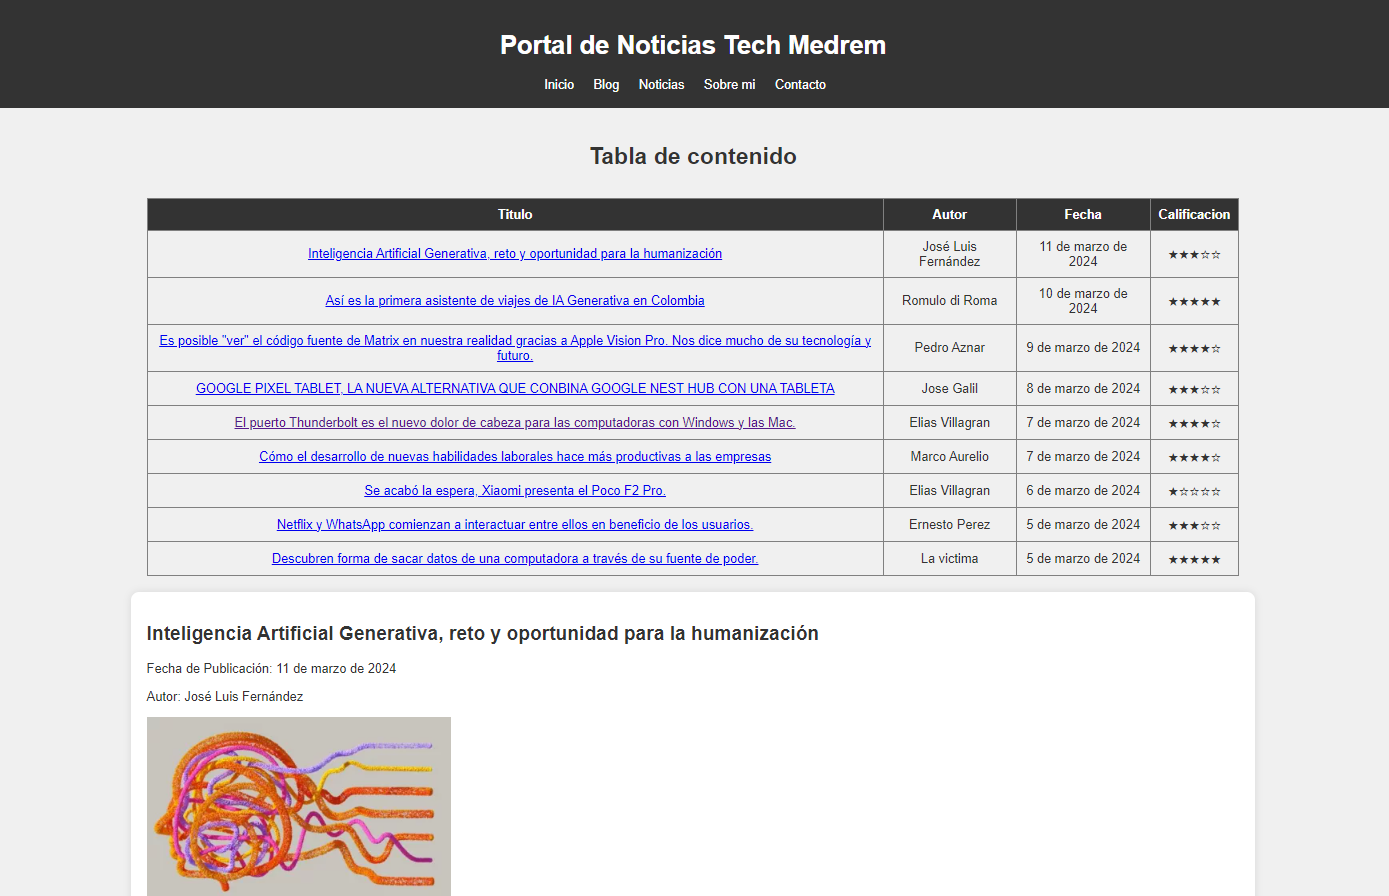 Portal de Noticias Tech Medrem
Inicio Blog Noticias Sobre mi Contacto
Tabla de contenido
Titulo Autor Fecha Calificacion
Inteligencia Artificial Generativa, reto y oportunidad para la humanización José Luis Fernández 11 de marzo de 2024 ★★★☆☆
Así es la primera asistente de viajes de IA Generativa en Colombia Romulo di Roma 10 de marzo de 2024 ★★★★★
Es posible "ver" el código fuente de Matrix en nuestra realidad gracias a Apple Vision Pro. Nos dice mucho de su tecnología y futuro. Pedro Aznar 9 de marzo de 2024 ★★★★☆
GOOGLE PIXEL TABLET, LA NUEVA ALTERNATIVA QUE CONBINA GOOGLE NEST HUB CON UNA TABLETA Jose Galil 8 de marzo de 2024 ★★★☆☆
El puerto Thunderbolt es el nuevo dolor de cabeza para las computadoras con Windows y las Mac. Elias Villagran 7 de marzo de 2024 ★★★★☆
Cómo el desarrollo de nuevas habilidades laborales hace más productivas a las empresas Marco Aurelio 7 de marzo de 2024 ★★★★☆
Se acabó la espera, Xiaomi presenta el Poco F2 Pro. Elias Villagran 6 de marzo de 2024 ★☆☆☆☆
Netflix y WhatsApp comienzan a interactuar entre ellos en beneficio de los usuarios. Ernesto Perez 5 de marzo de 2024 ★★★☆☆
Descubren forma de sacar datos de una computadora a través de su fuente de poder. La victima 5 de marzo de 2024 ★★★★★
Inteligencia Artificial Generativa, reto y oportunidad para la humanización
Fecha de Publicación: 11 de marzo de 2024
Autor: José Luis Fernández